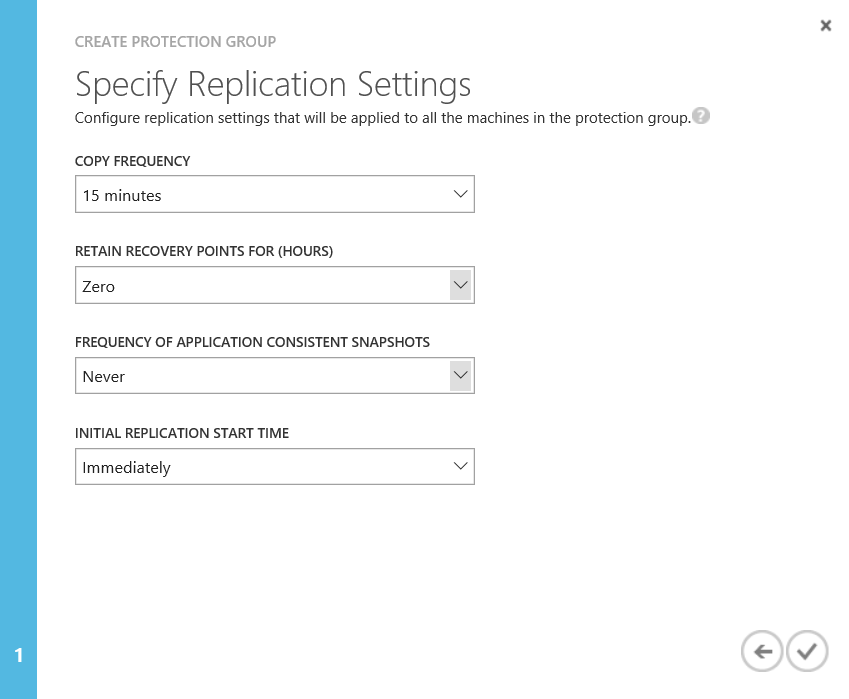 CREATE PROTECTION GROUP
Specify Replication Settings
Configure replication settings that will be applied to all the machines in the protection group. ?
COPY FREQUENCY
15 minutes
RETAIN RECOVERY POINTS FOR (HOURS)
Zero
FREQUENCY OF APPLICATION CONSISTENT SNAPSHOTS
Never
INITIAL REPLICATION START TIME
Immediately
1